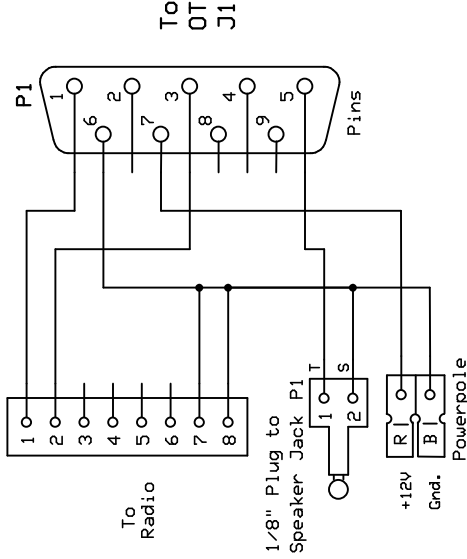 To
OT
J1
P1
1
2
3
4
5
6
7
8
9
Pins
1
2
3
4
5
6
7
8
To
Radio
1/8" Plug to
Speaker Jack P1
T
S
1
2
R
B
+12V
Gnd.
Powerpole